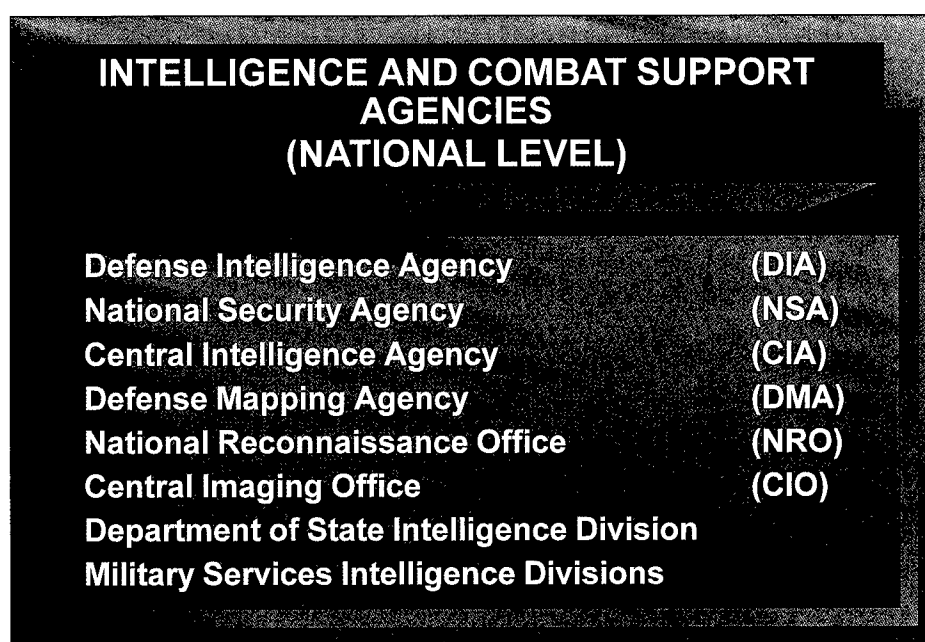 INTELLIGENCE AND COMBAT SUPPORT
AGENCIES
(NATIONAL LEVEL)
Defense Intelligence Agency (DIA)
National Security Agency (NSA)
Central Intelligence Agency (CIA)
Defense Mapping Agency (DMA)
National Reconnaissance Office (NRO)
Central Imaging Office (CIO)
Department of State Intelligence Division
Military Services Intelligence Divisions